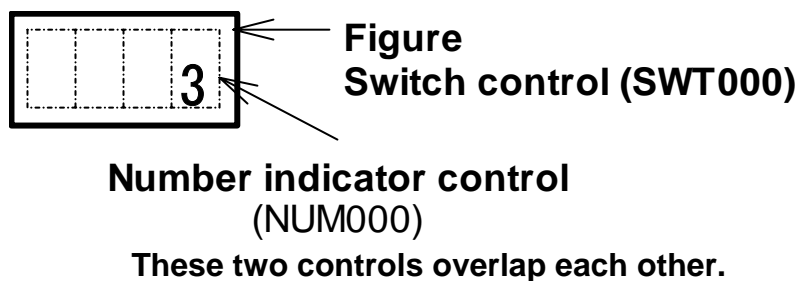 Figure
3
Switch control (SWT000)
Number indicator control
(NUM000)
These two controls overlap each other.